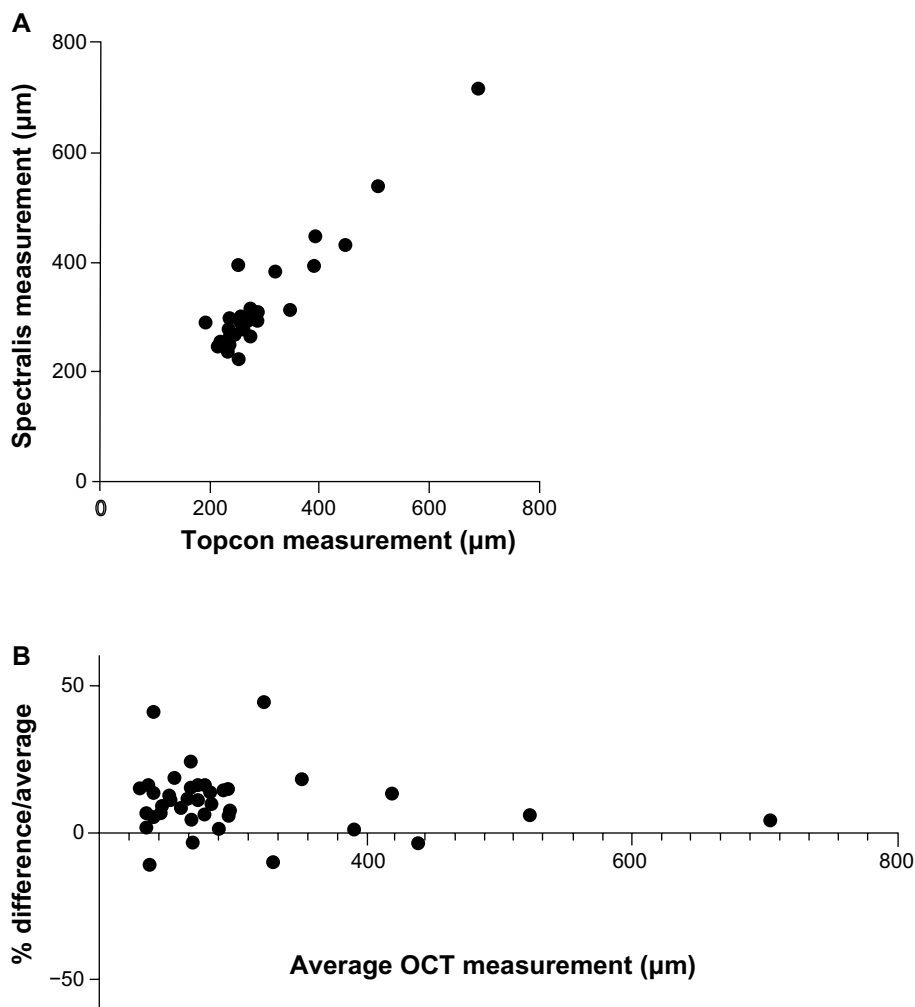 A
800
600
400
200
0
0
200
400
600
800
Spectralis measurement (µm)
Topcon measurement (µm)
B
50
0
−50
400
600
800
% difference/average
Average OCT measurement (µm)